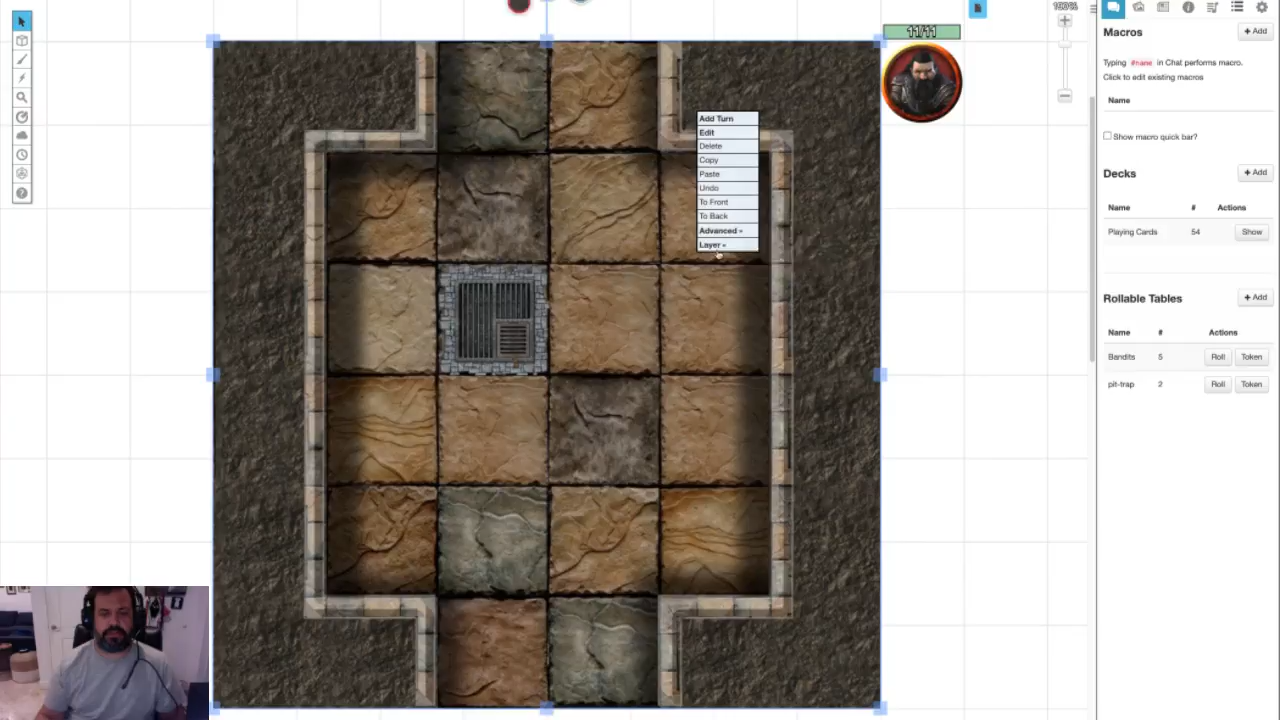 11/11
100%
Add Turn
Edit
Delete
Copy
Paste
Undo
To Front
To Back
Advanced »
Layer »
Macros
+ Add
Typing #name in Chat performs macro.
Click to edit existing macros
Name
Show macro quick bar?
Decks
+ Add
Name # Actions
Playing Cards 54 Show
Rollable Tables
+ Add
Name # Actions
Bandits 5 Roll Token
pit-trap 2 Roll Token